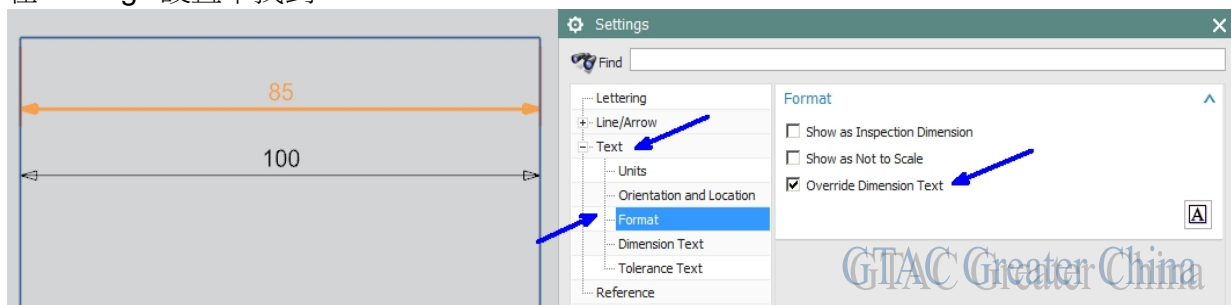 Settings
Find
85
100
Lettering
Line/Arrow
Text
Units
Orientation and Location
Format
Dimension Text
Tolerance Text
Reference
Format
Show as Inspection Dimension
Show as Not to Scale
Override Dimension Text
A
GTAC Greater China